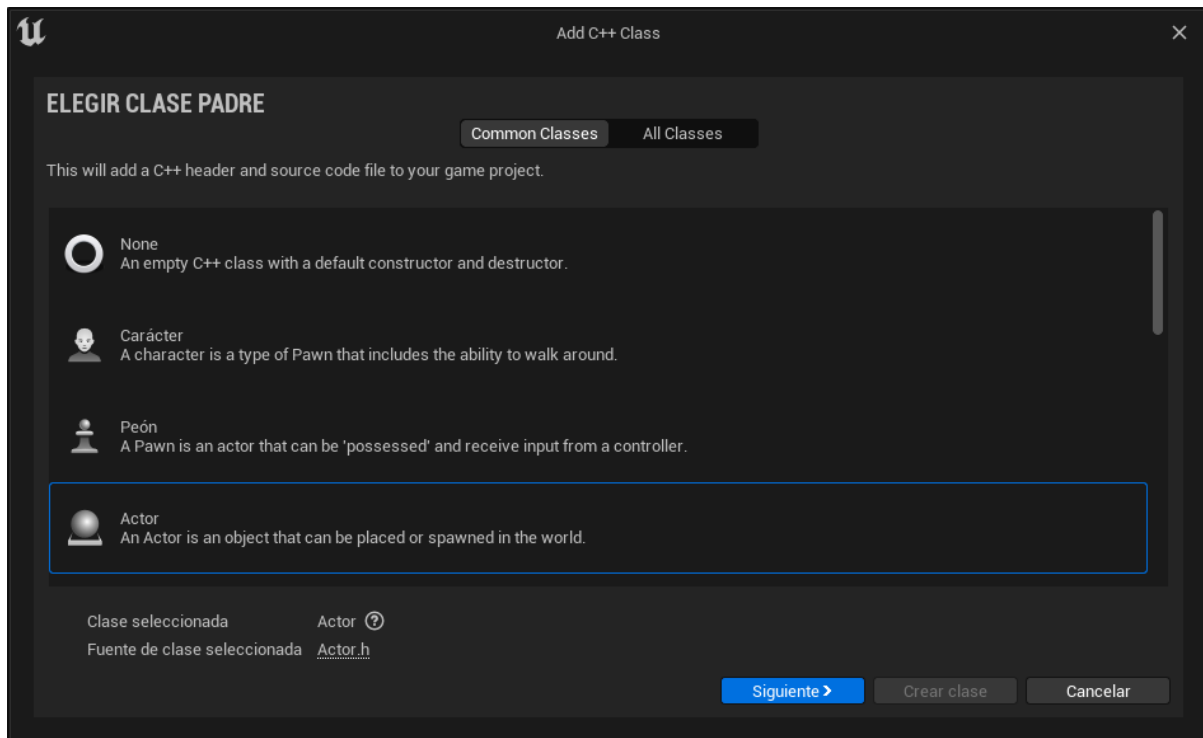 Add C++ Class
ELEGIR CLASE PADRE
Common Classes
All Classes
This will add a C++ header and source code file to your game project.
None
An empty C++ class with a default constructor and destructor.
Carácter
A character is a type of Pawn that includes the ability to walk around.
Peón
A Pawn is an actor that can be 'possessed' and receive input from a controller.
Actor
An Actor is an object that can be placed or spawned in the world.
Clase seleccionada Actor ?
Fuente de clase seleccionada Actor.h
Siguiente
Crear clase
Cancelar